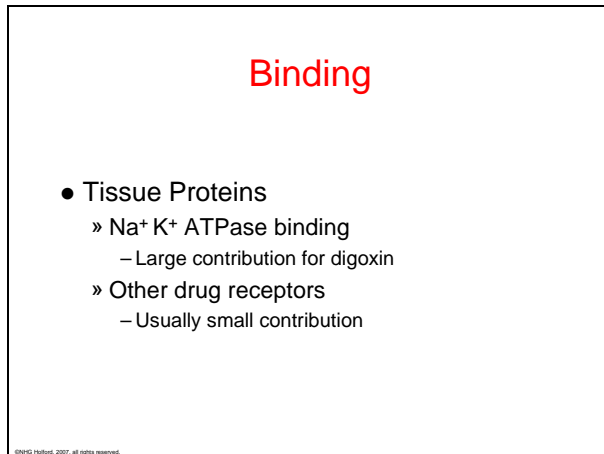 Binding
● Tissue Proteins
» Na⁺ K⁺ ATPase binding
– Large contribution for digoxin
» Other drug receptors
– Usually small contribution
©NHG Holford, 2007, all rights reserved.